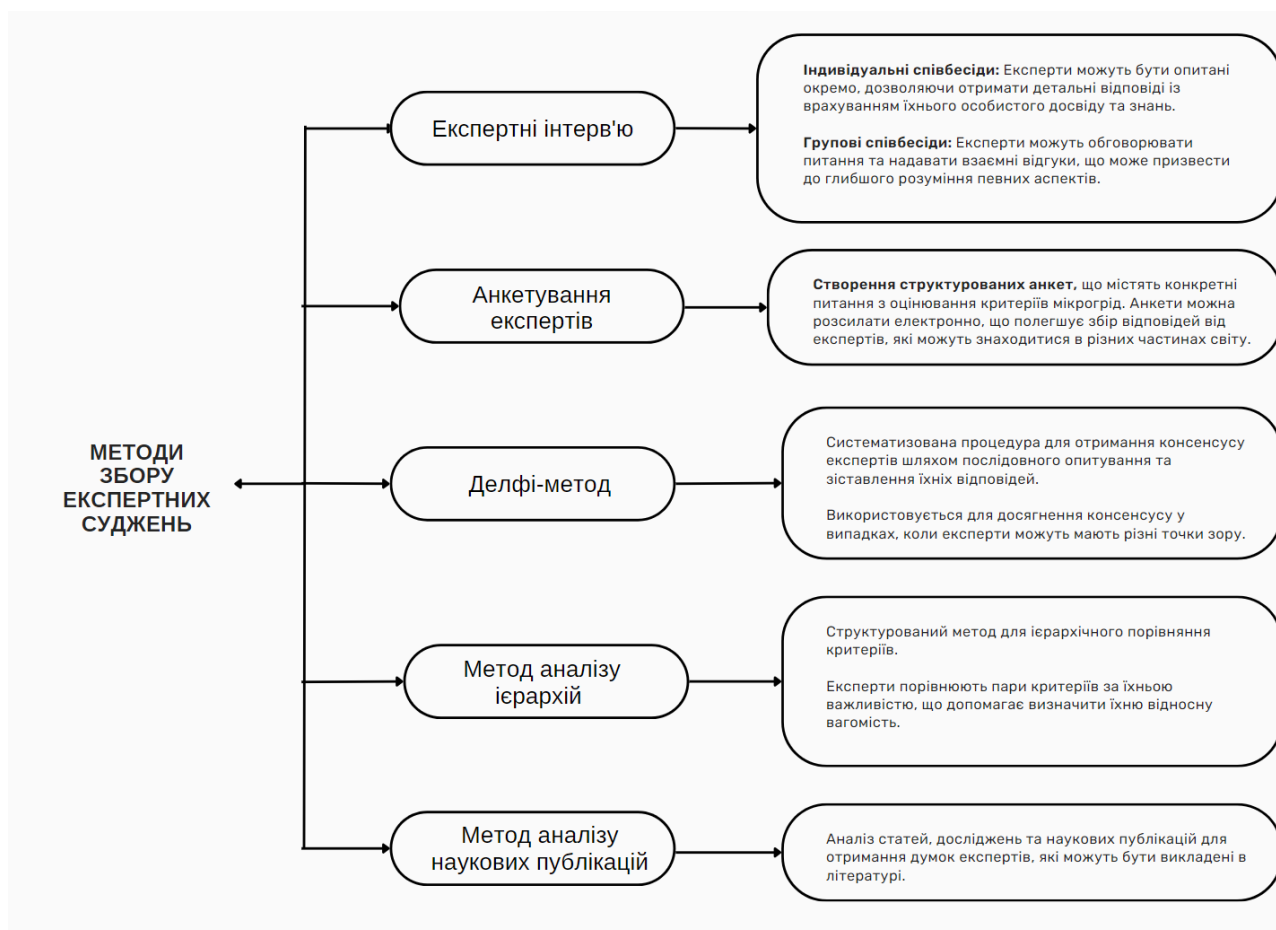 МЕТОДИ
ЗБОРУ
ЕКСПЕРТНИХ
СУДЖЕНЬ
Експертні інтерв'ю
Індивідуальні співбесіди: Експерти можуть бути опитані
окремо, дозволяючи отримати детальні відповіді із
врахуванням їхнього особистого досвіду та знань.
Групові співбесіди: Експерти можуть обговорювати
питання та надавати взаємні відгуки, що може призвести
до глибшого розуміння певних аспектів.
Анкетування
експертів
Створення структурованих анкет, що містять конкретні
питання з оцінювання критеріїв мікрогрід. Анкети можна
розсилати електронно, що полегшує збір відповідей від
експертів, які можуть знаходитися в різних частинах світу.
Делфі-метод
Систематизована процедура для отримання консенсусу
експертів шляхом послідовного опитування та
зіставлення їхніх відповідей.
Використовується для досягнення консенсусу у
випадках, коли експерти можуть мають різні точки зору.
Метод аналізу
ієрархій
Структурований метод для ієрархічного порівняння
критеріїв.
Експерти порівнюють пари критеріїв за їхньою
важливістю, що допомагає визначити їхню відносну
вагомість.
Метод аналізу
наукових публікацій
Аналіз статей, досліджень та наукових публікацій для
отримання думок експертів, які можуть бути викладені в
літературі.